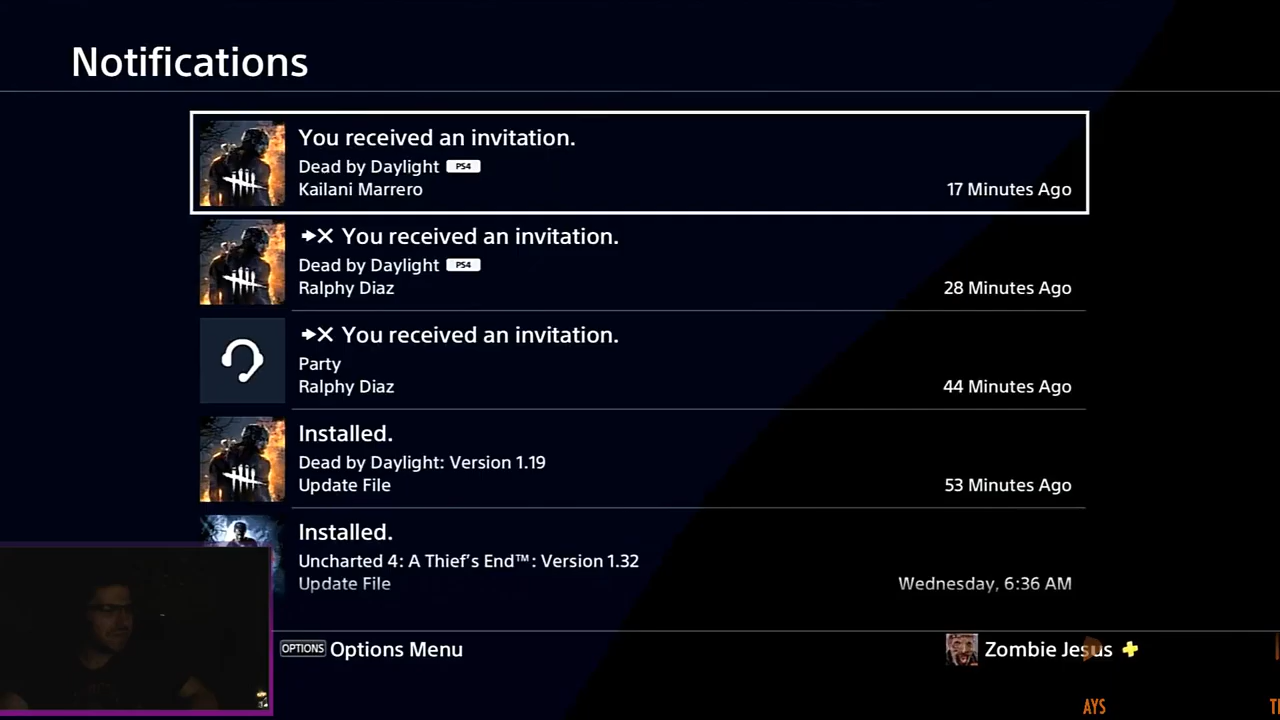 Notifications
You received an invitation.
Dead by Daylight PS4
Kailani Marrero
17 Minutes Ago
You received an invitation.
Dead by Daylight PS4
Ralphy Diaz
28 Minutes Ago
You received an invitation.
Party
Ralphy Diaz
44 Minutes Ago
Installed.
Dead by Daylight: Version 1.19
Update File
53 Minutes Ago
Installed.
Uncharted 4: A Thief's End™: Version 1.32
Update File
Wednesday, 6:36 AM
OPTIONS Options Menu
Zombie Jesus
AYS